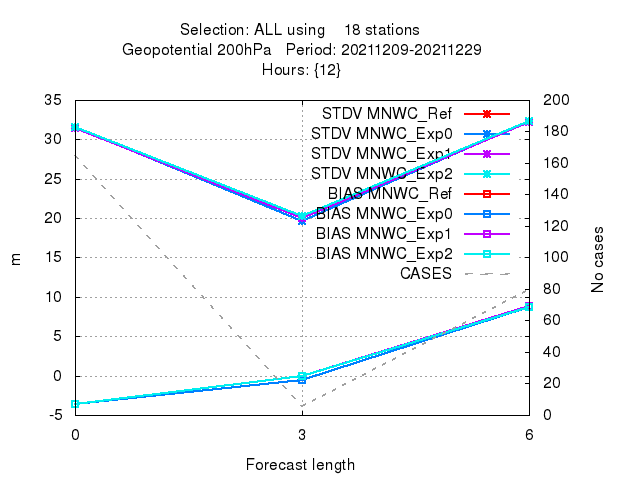 Selection: ALL using 18 stations
Geopotential 200hPa Period: 20211209-20211229
Hours: {12}
35
30
25
20
15
10
5
0
-5
200
180
160
140
120
100
80
60
40
20
0
STDV MNWC_Ref
STDV MNWC_Exp0
STDV MNWC_Exp1
STDV MNWC_Exp2
BIAS MNWC_Ref
BIAS MNWC_Exp0
BIAS MNWC_Exp1
BIAS MNWC_Exp2
CASES
m
No cases
0
3
6
Forecast length